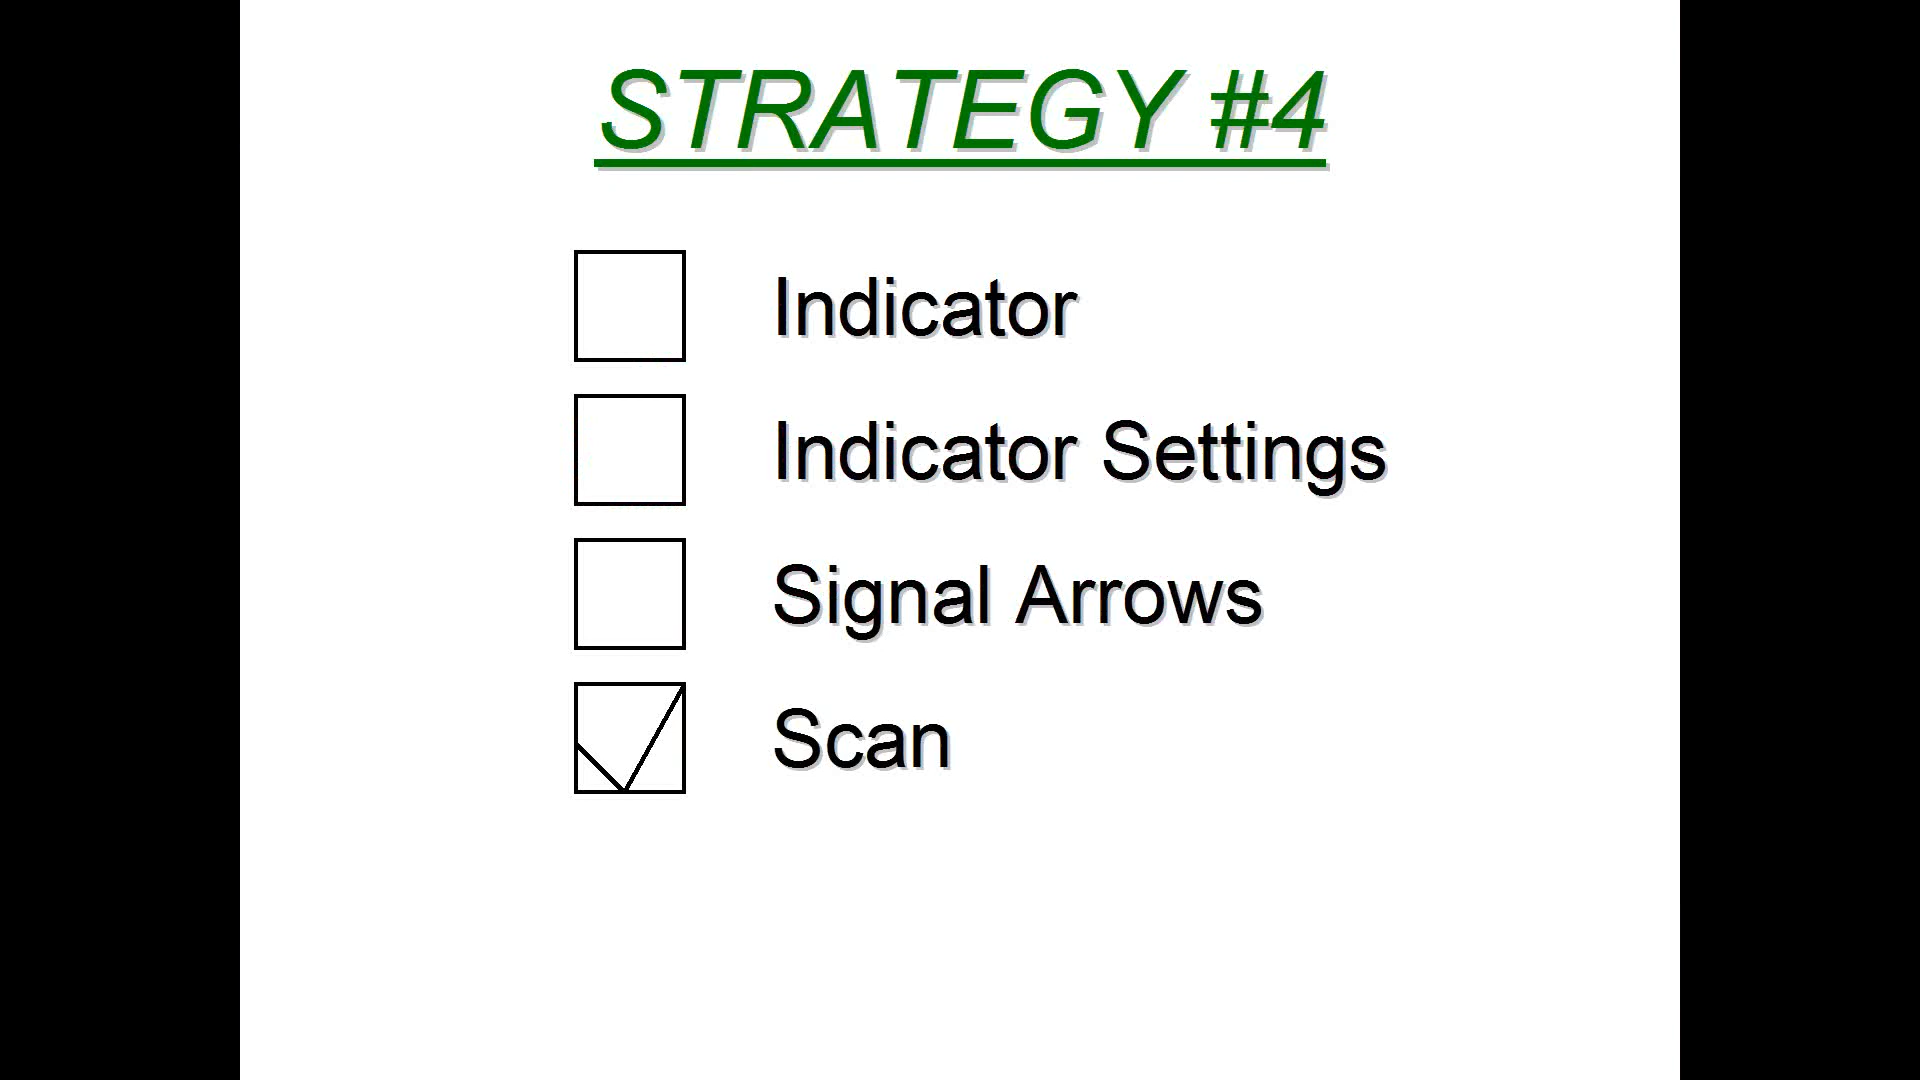 STRATEGY #4
Indicator
Indicator Settings
Signal Arrows
Scan